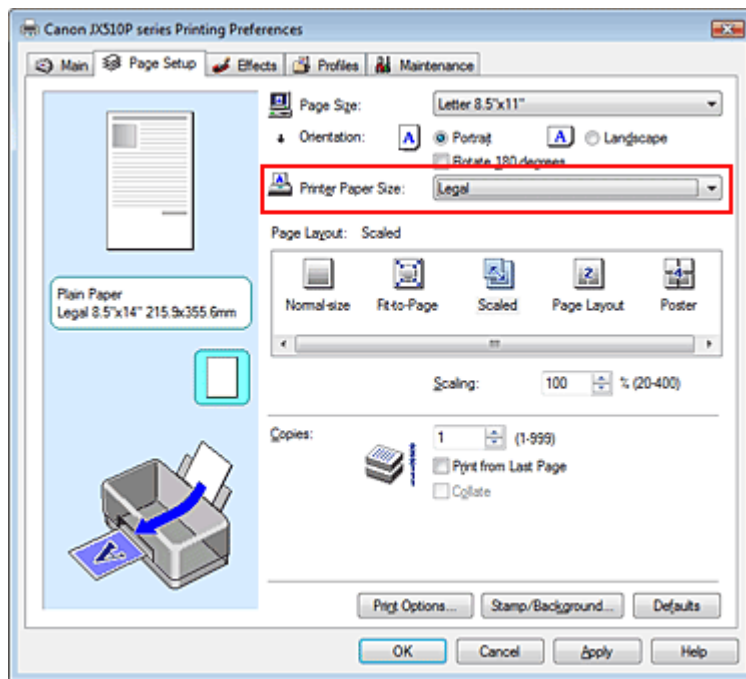 Canon JX510P series Printing Preferences
Main Page Setup Effects Profiles Maintenance
Page Size: Letter 8.5"x11"
Orientation: A Portrait A Landscape
Rotate 180 degrees
Printer Paper Size: Legal
Page Layout: Scaled
Normal-size Fit-to-Page Scaled Page Layout Poster
Plain Paper
Legal 8.5"x14" 215.9x355.6mm
Scaling: 100 % (20-400)
Copies: 1 (1-999)
Print from Last Page
Collate
Print Options... Stamp/Background... Defaults
OK Cancel Apply Help